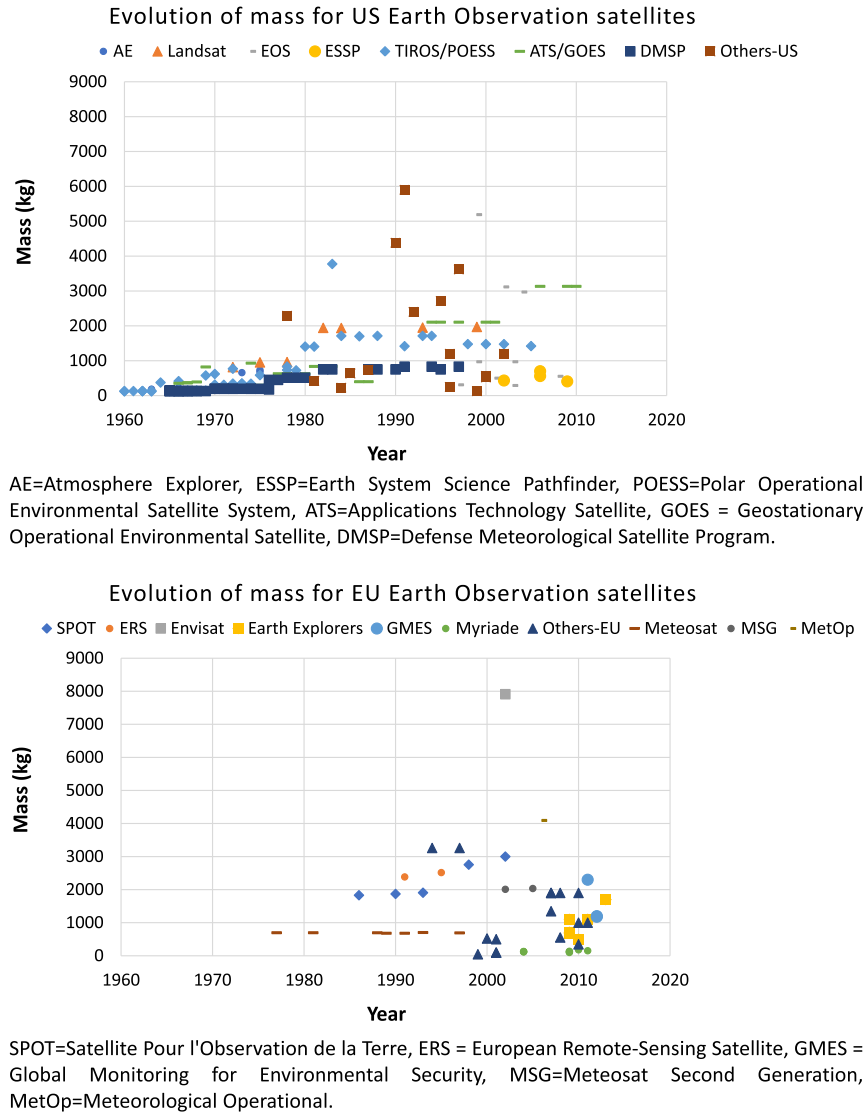 Evolution of mass for US Earth Observation satellites
AE Landsat EOS ESSP TIROS/POESS ATS/GOES DMSP Others-US
9000
8000
7000
6000
5000
4000
3000
2000
1000
0
Mass (kg)
1960 1970 1980 1990 2000 2010 2020
Year
AE=Atmosphere Explorer, ESSP=Earth System Science Pathfinder, POESS=Polar Operational
Environmental Satellite System, ATS=Applications Technology Satellite, GOES = Geostationary
Operational Environmental Satellite, DMSP=Defense Meteorological Satellite Program.
Evolution of mass for EU Earth Observation satellites
SPOT ERS Envisat Earth Explorers GMES Myriade Others-EU Meteosat MSG MetOp
9000
8000
7000
6000
5000
4000
3000
2000
1000
0
Mass (kg)
1960 1970 1980 1990 2000 2010 2020
Year
SPOT=Satellite Pour l'Observation de la Terre, ERS = European Remote-Sensing Satellite, GMES =
Global Monitoring for Environmental Security, MSG=Meteosat Second Generation,
MetOp=Meteorological Operational.